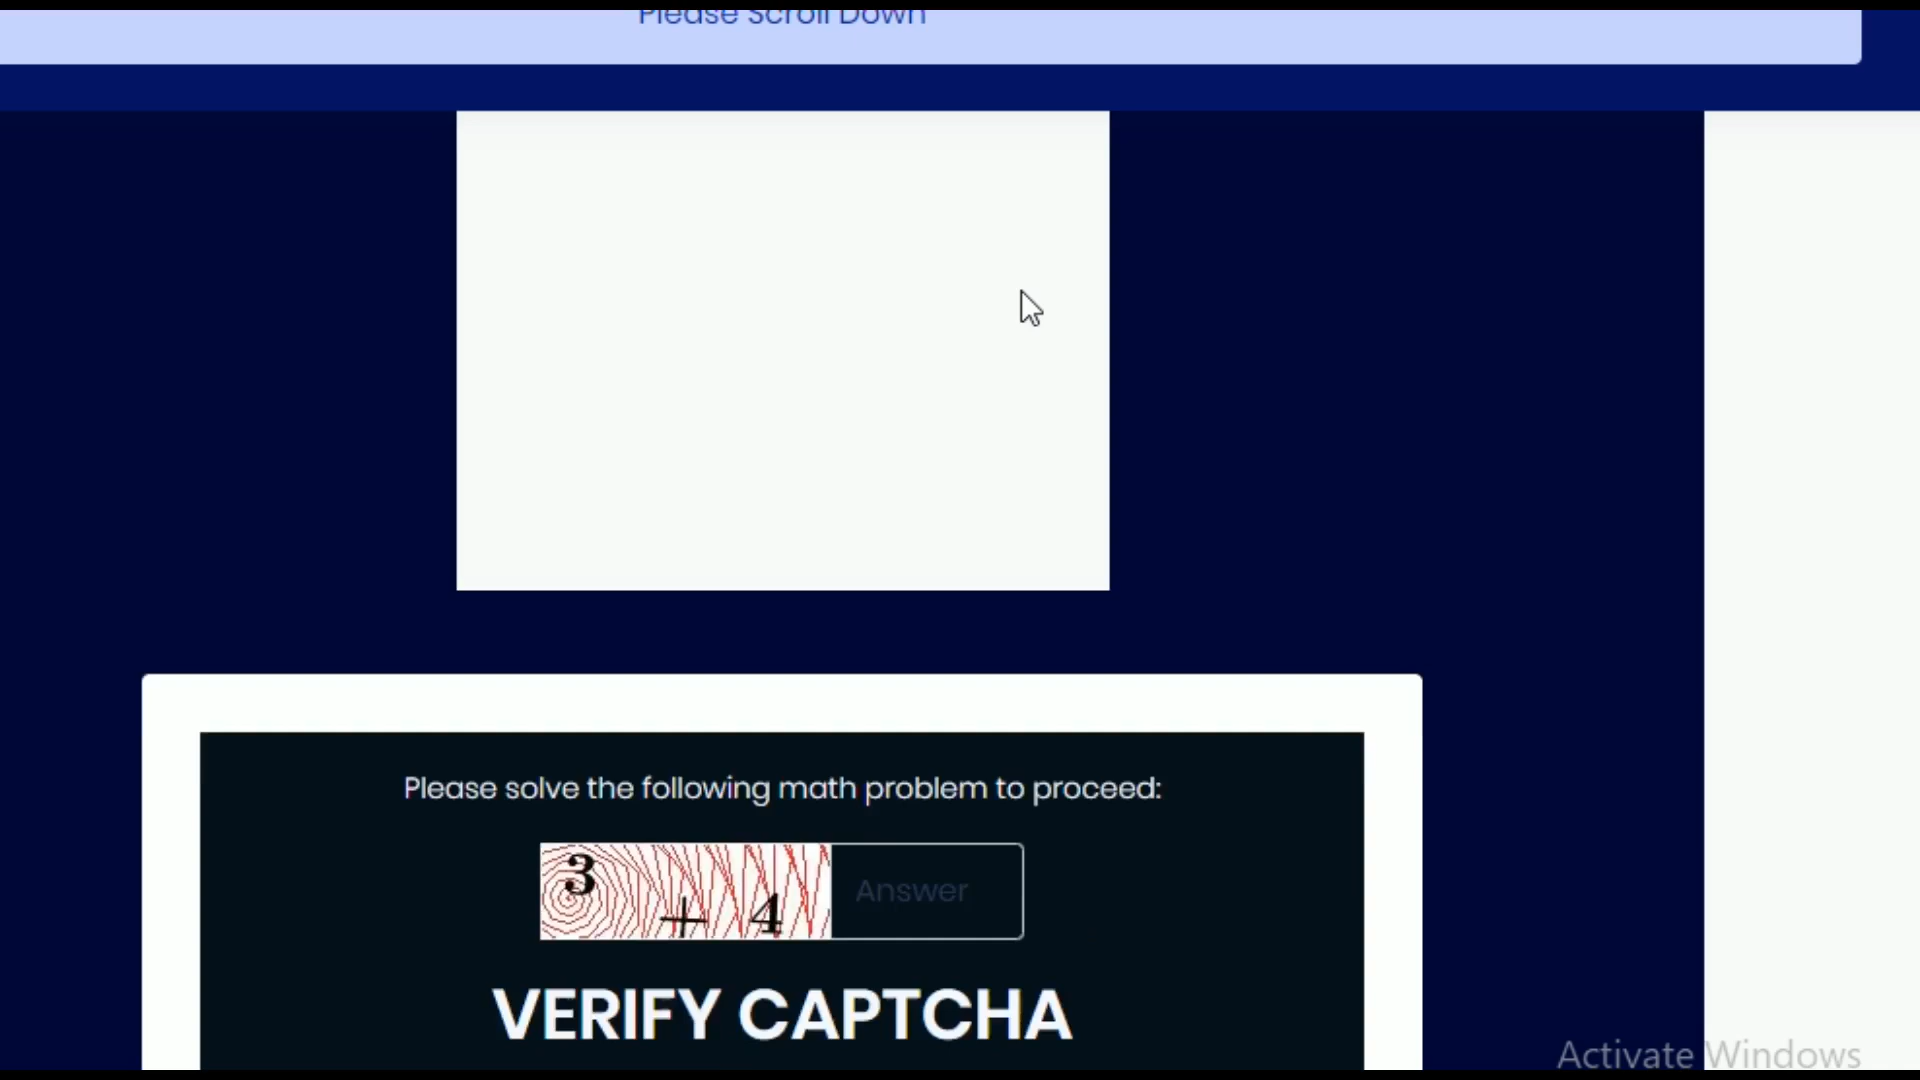 Please Scroll Down
Please solve the following math problem to proceed:
3 + 4
Answer
VERIFY CAPTCHA
Activate Windows